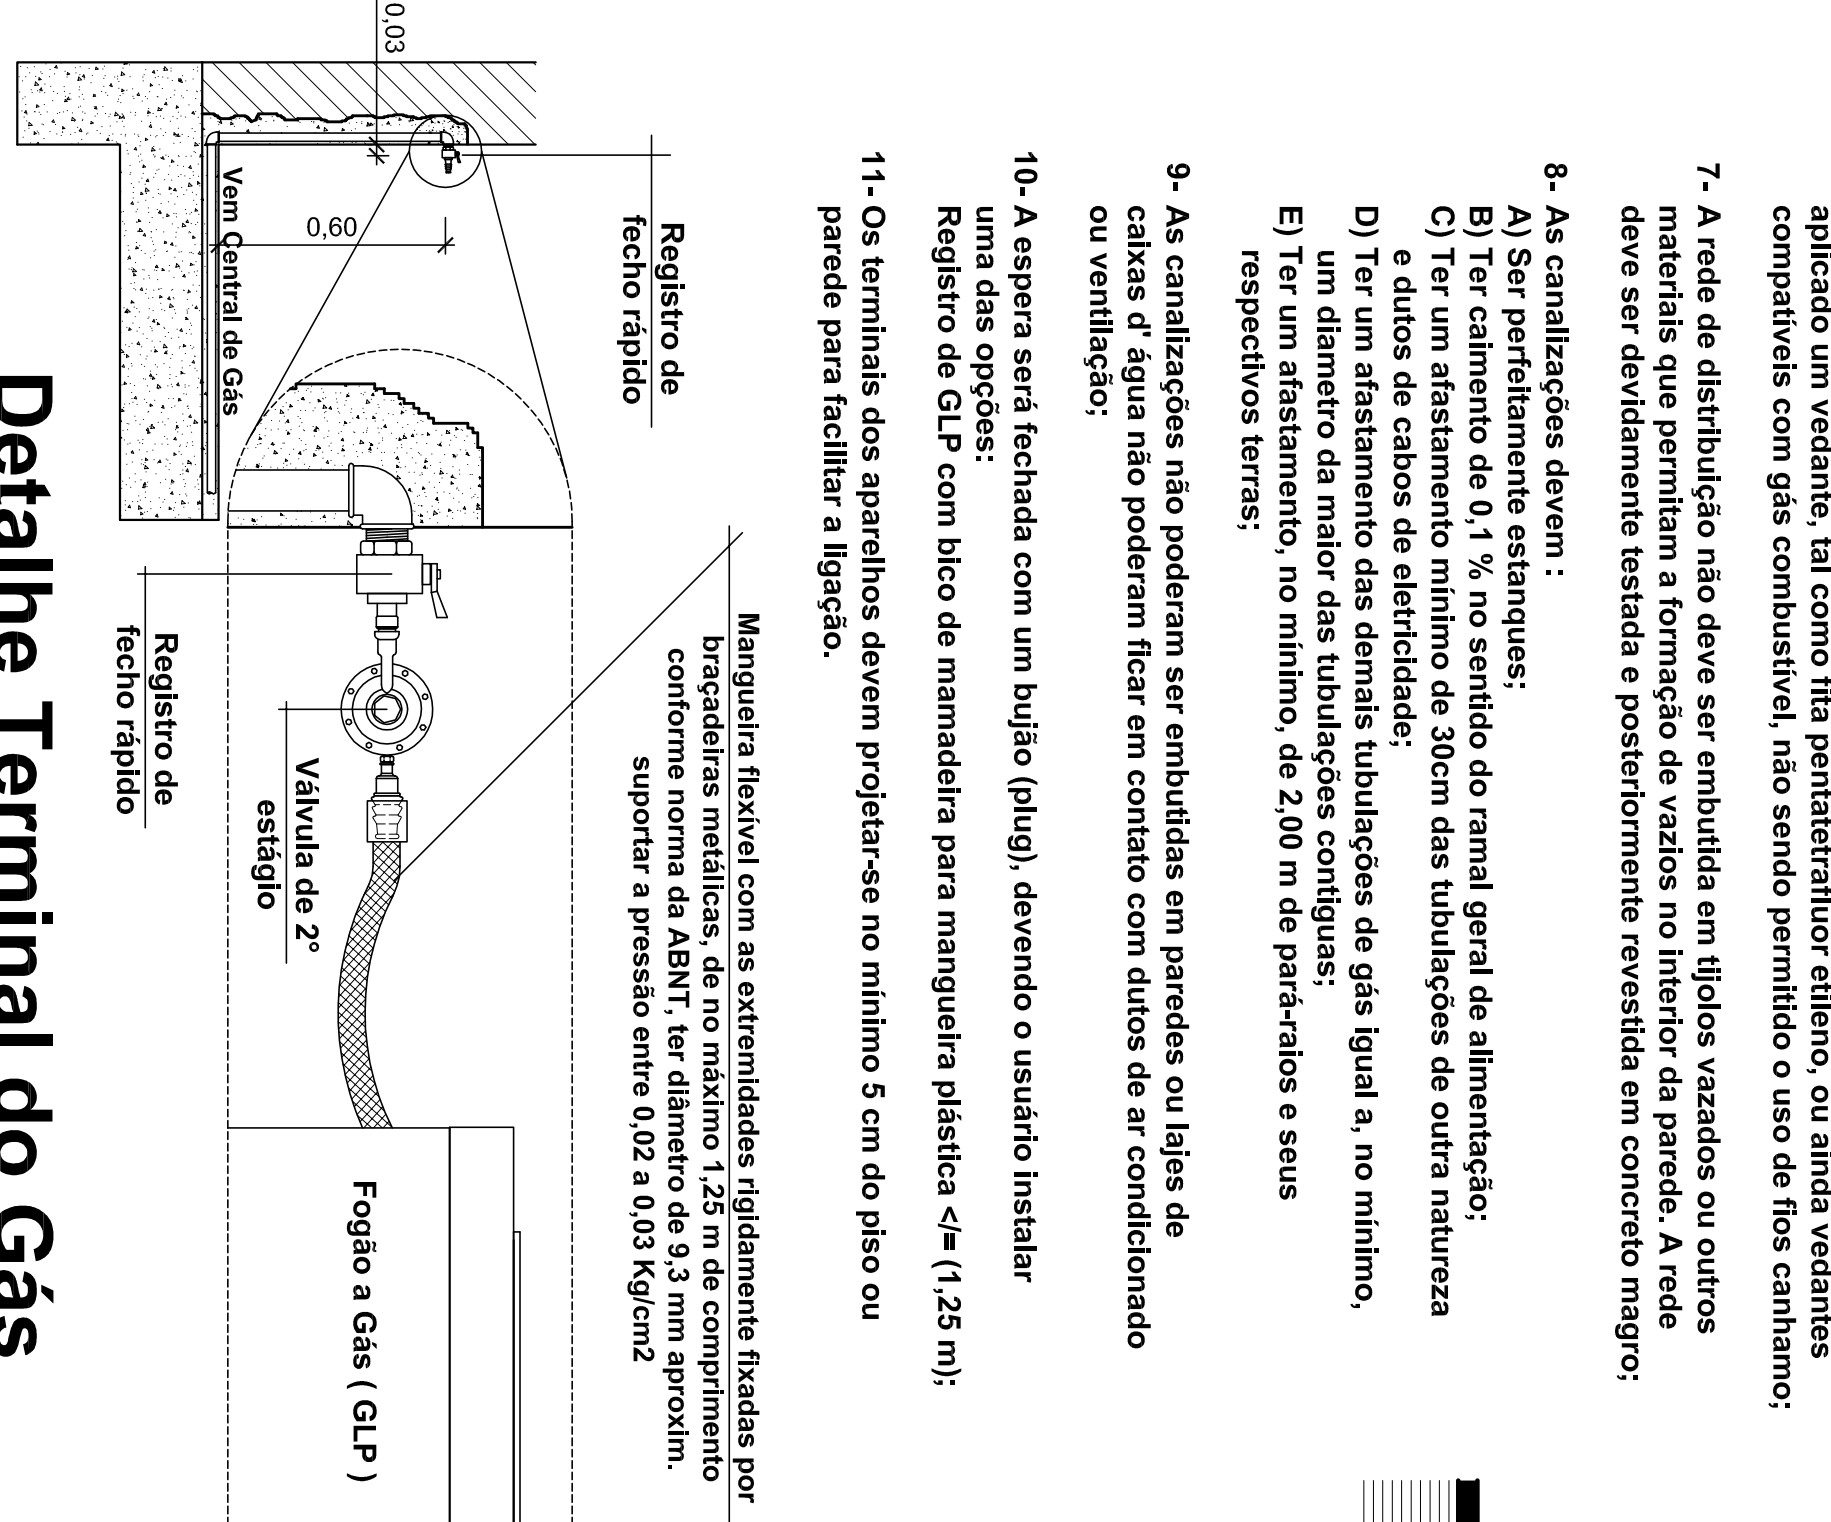 aplicado um vedante, tal como fita pentatetrafluor etileno, ou ainda vedantes
compatíveis com gás combustível, não sendo permitido o uso de fios canhamo;
7- A rede de distribuição não deve ser embutida em tijolos vazados ou outros
materiais que permitam a formação de vazios no interior da parede. A rede
deve ser devidamente testada e posteriormente revestida em concreto magro;
8- As canalizações devem :
A) Ser perfeitamente estanques;
B) Ter caimento de 0,1 % no sentido do ramal geral de alimentação;
C) Ter um afastamento mínimo de 30cm das tubulações de outra natureza
e dutos de cabos de eletricidade;
D) Ter um afastamento das demais tubulações de gás igual a, no mínimo,
um diametro da maior das tubulações contiguas;
E) Ter um afastamento, no mínimo, de 2,00 m de pará-raios e seus
respectivos terras;
9- As canalizações não poderam ser embutidas em paredes ou lajes de
caixas d' água não poderam ficar em contato com dutos de ar condicionado
ou ventilação;
10- A espera será fechada com um bujão (plug), devendo o usuário instalar
uma das opções:
Registro de GLP com bico de mamadeira para mangueira plástica </= (1,25 m);
11- Os terminais dos aparelhos devem projetar-se no mínimo 5 cm do piso ou
parede para facilitar a ligação.
Mangueira flexível com as extremidades rigidamente fixadas por
braçadeiras metálicas, de no máximo 1,25 m de comprimento
conforme norma da ABNT, ter diâmetro de 9,3 mm aproxim.
suportar a pressão entre 0,02 a 0,03 Kg/cm2
Registro de
fecho rápido
0,03
0,60
Vem Central de Gás
Fogão a Gás ( GLP )
Válvula de 2°
estágio
Registro de
fecho rápido
Detalhe Terminal do Gás